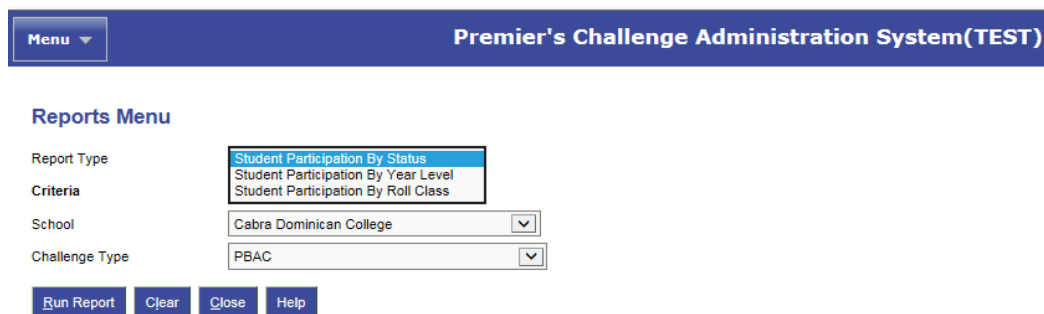 Menu
Premier's Challenge Administration System(TEST)
Reports Menu
Report Type
Student Participation By Status
Student Participation By Year Level
Criteria
Student Participation By Roll Class
School
Cabra Dominican College
Challenge Type
PBAC
Run Report Clear Close Help